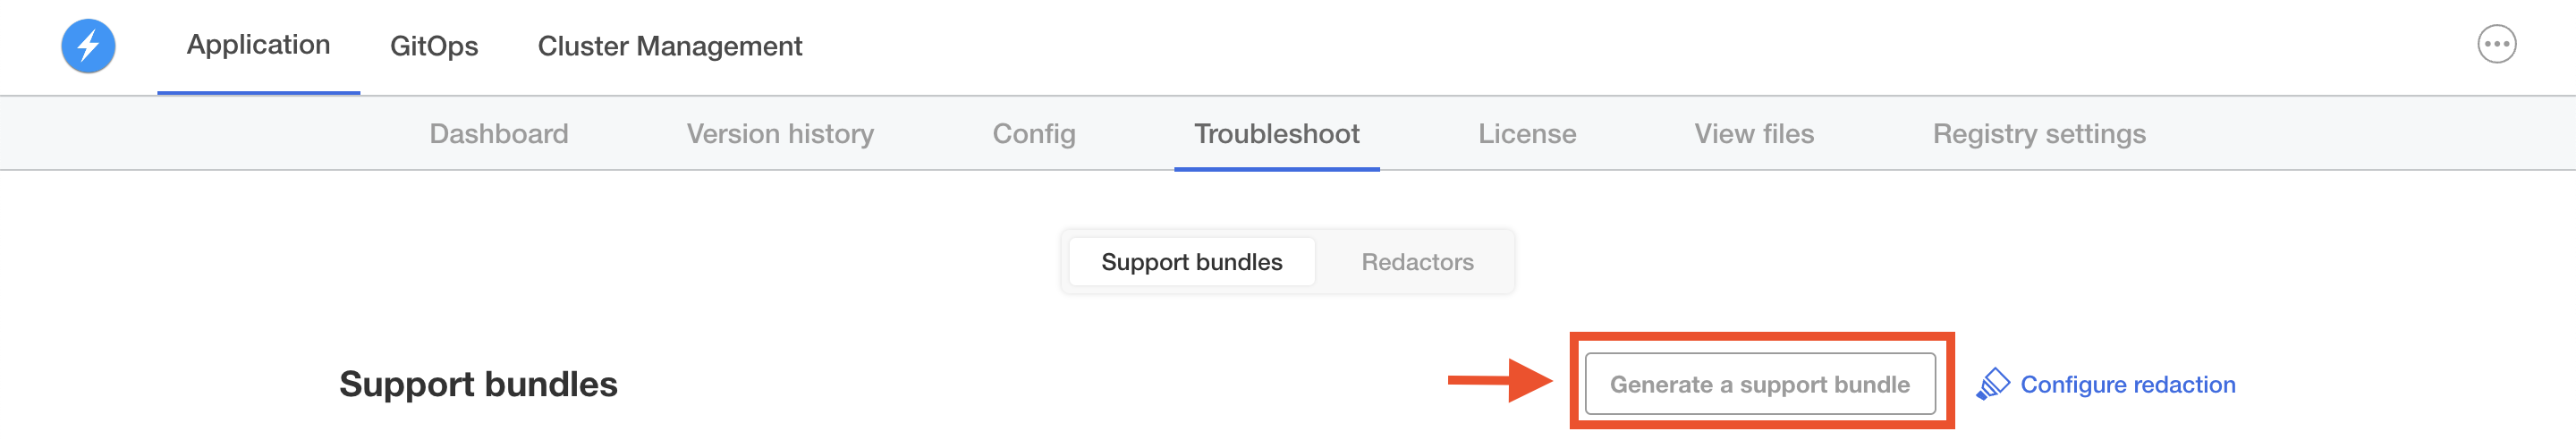 Application GitOps Cluster Management
Dashboard Version history Config Troubleshoot License View files Registry settings
Support bundles Redactors
Support bundles Generate a support bundle Configure redaction